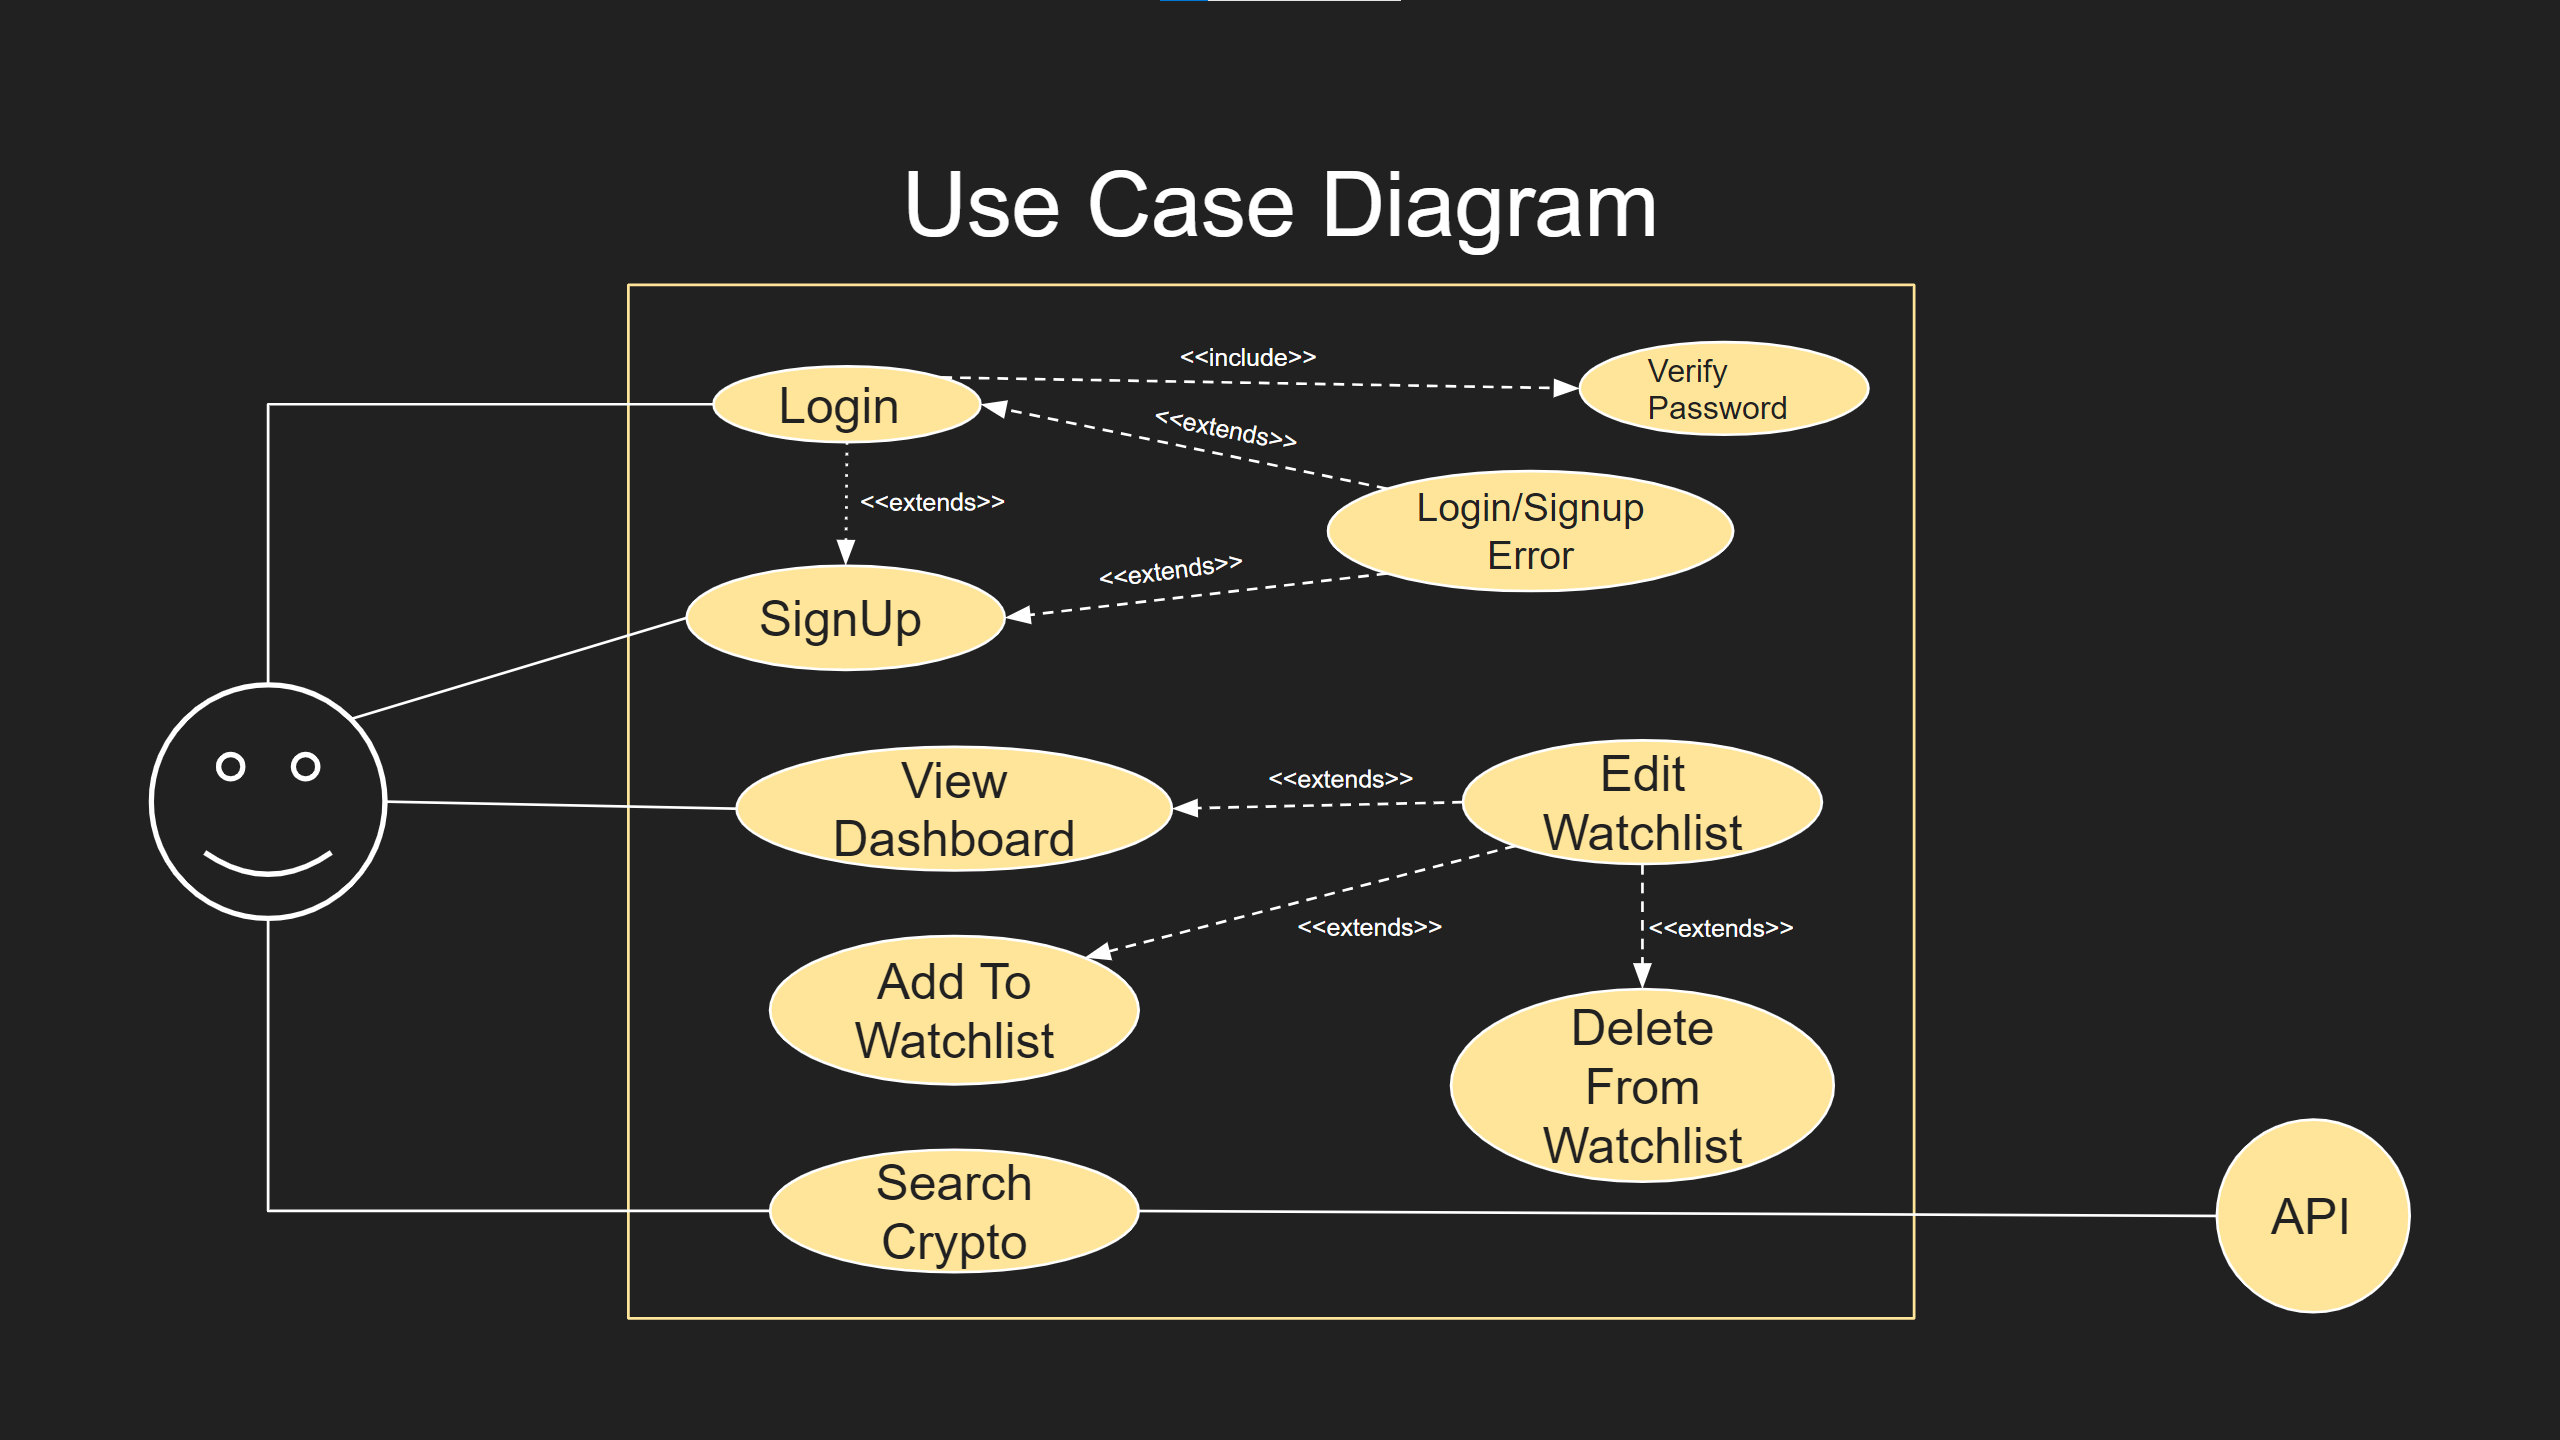 Use Case Diagram
<<include>>
Verify
Password
Login
<<extends>>
<<extends>>
Login/Signup
Error
<<extends>>
SignUp
View
Dashboard
<<extends>>
Edit
Watchlist
<<extends>>
<<extends>>
Add To
Watchlist
Delete
From
Watchlist
Search
Crypto
API